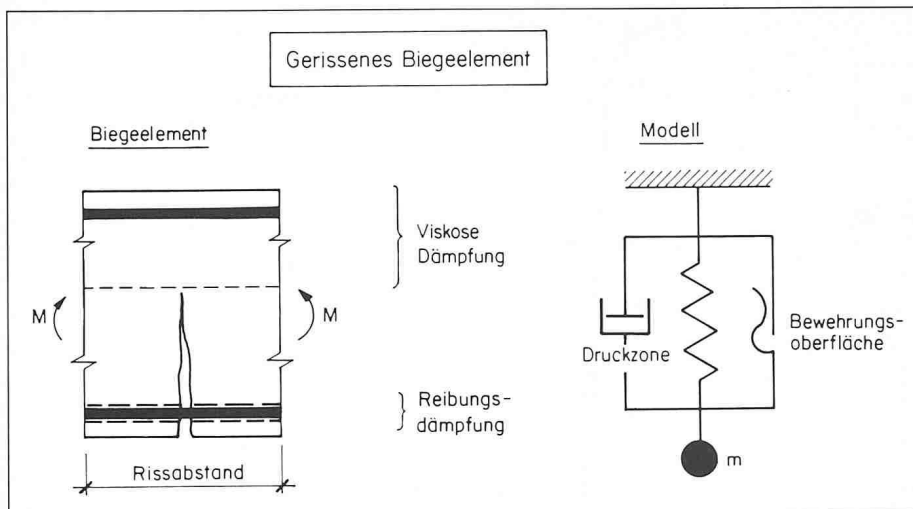 Gerissenes Biegeelement
Biegeelement
Modell
Viskose
Dämpfung
M
M
Druckzone
Bewehrungs-
oberfläche
Reibungs-
dämpfung
Rissabstand
m